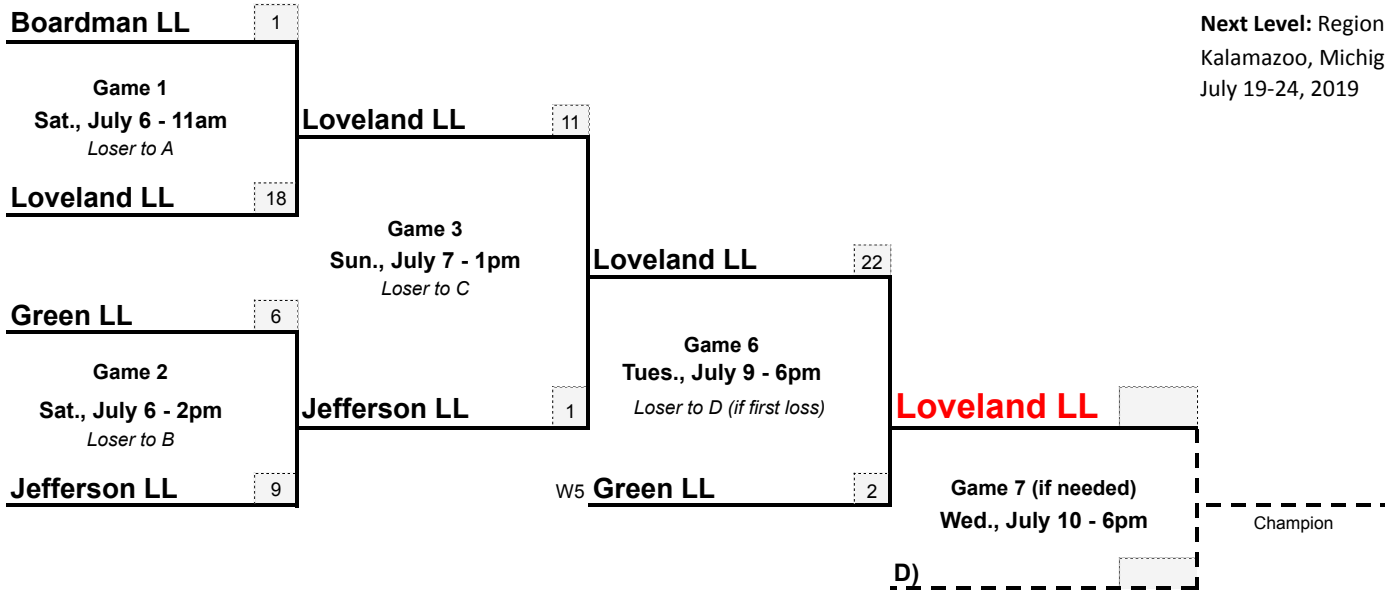 Boardman LL 1
Next Level: Region
Kalamazoo, Michig
July 19-24, 2019
Game 1
Sat., July 6 - 11am
Loser to A
Loveland LL 11
Loveland LL 18
Game 3
Sun., July 7 - 1pm
Loser to C
Loveland LL 22
Green LL 6
Game 2
Sat., July 6 - 2pm
Loser to B
Game 6
Tues., July 9 - 6pm
Loser to D (if first loss)
Jefferson LL 1
Loveland LL
Jefferson LL 9
W5 Green LL 2
Game 7 (if needed)
Wed., July 10 - 6pm
Champion
D)